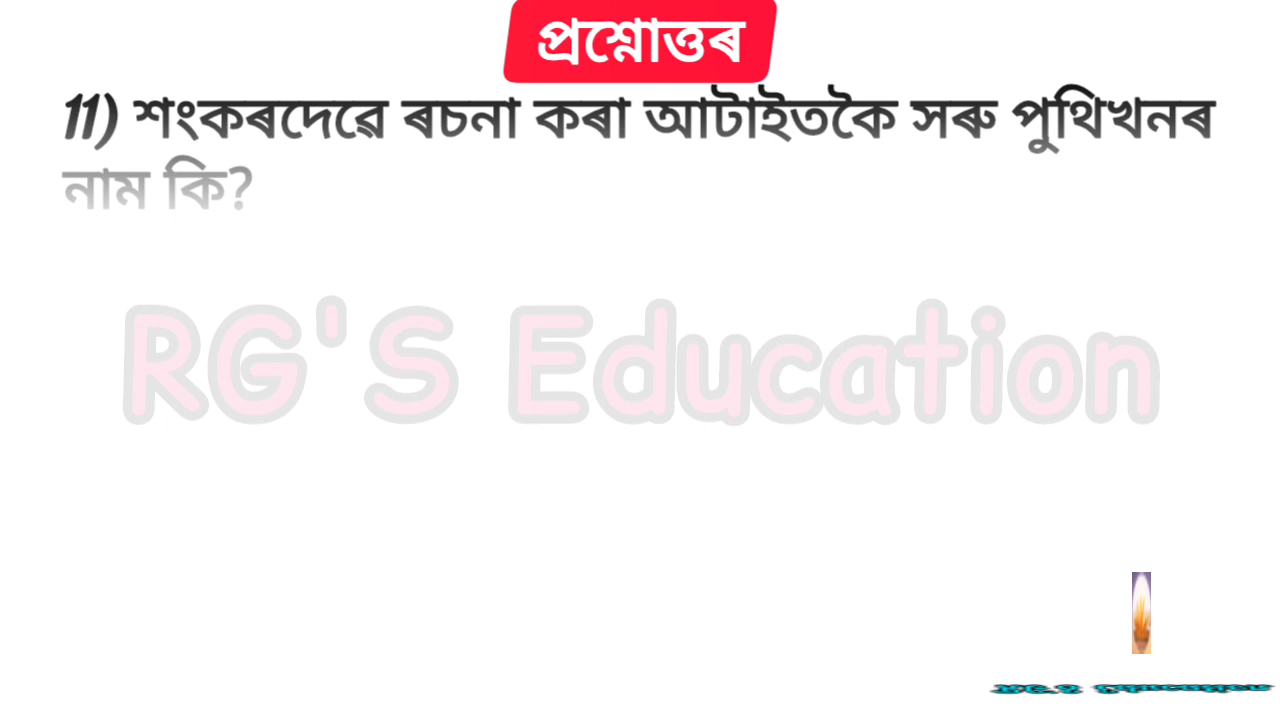 প্ৰশ্নোত্তৰ
11) শংকৰদেৱে ৰচনা কৰা আটাইতকৈ সৰু পুথিখনৰ
নাম কি?
RG'S Education